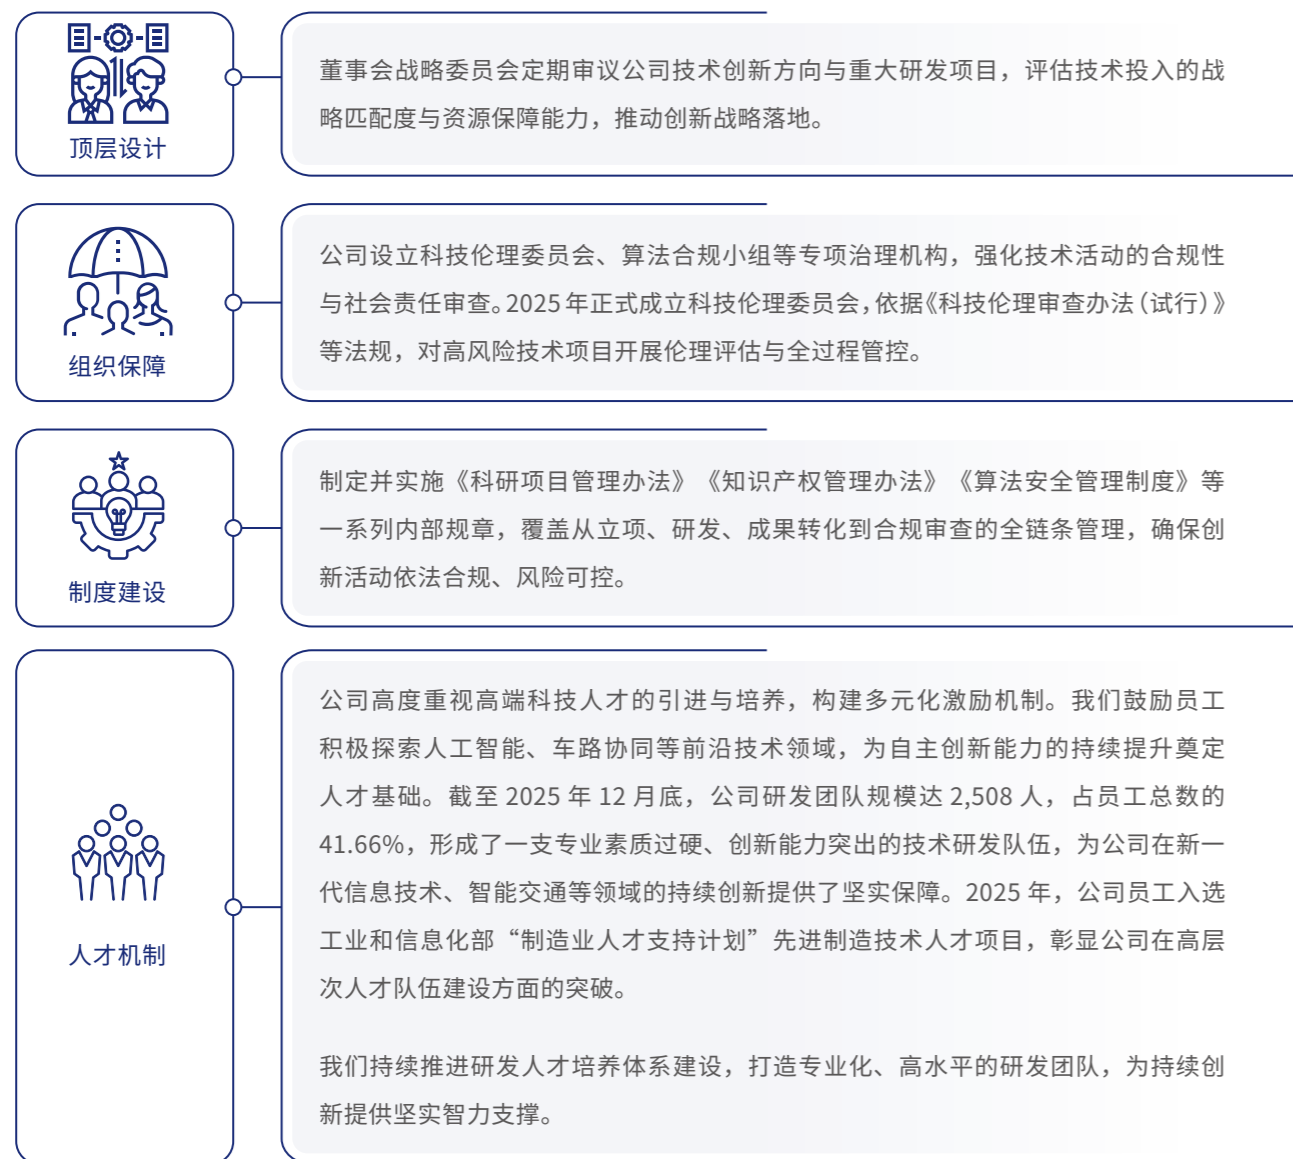 顶层设计
董事会战略委员会定期审议公司技术创新方向与重大研发项目，评估技术投入的战
略匹配度与资源保障能力，推动创新战略落地。
组织保障
公司设立科技伦理委员会、算法合规小组等专项治理机构，强化技术活动的合规性
与社会责任审查。2025年正式成立科技伦理委员会，依据《科技伦理审查办法（试行）》
等法规，对高风险技术项目开展伦理评估与全过程管控。
制度建设
制定并实施《科研项目管理办法》《知识产权管理办法》《算法安全管理制度》等
一系列内部规章，覆盖从立项、研发、成果转化到合规审查的全链条管理，确保创
新活动依法合规、风险可控。
人才机制
公司高度重视高端科技人才的引进与培养，构建多元化激励机制。我们鼓励员工
积极探索人工智能、车路协同等前沿技术领域，为自主创新能力的持续提升奠定
人才基础。截至 2025 年 12 月底，公司研发团队规模达 2,508 人，占员工总数的
41.66%，形成了一支专业素质过硬、创新能力突出的技术研发队伍，为公司在新一
代信息技术、智能交通等领域的持续创新提供了坚实保障。2025 年，公司员工入选
工业和信息化部“制造业人才支持计划”先进制造技术人才项目，彰显公司在高层
次人才队伍建设方面的突破。
我们持续推进研发人才培养体系建设，打造专业化、高水平的研发团队，为持续创
新提供坚实智力支撑。